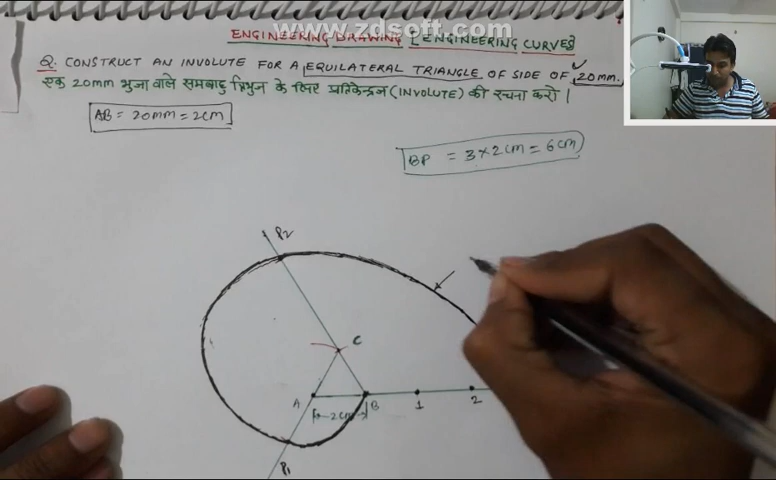 www.zdsoft.com
ENGINEERING DRAWING [ENGINEERING CURVES
Q. CONSTRUCT AN INVOLUTE FOR A EQUILATERAL TRIANGLE OF SIDE OF 20mm.
एक 20mm भुजा वाले समबाहु त्रिभुज के लिए प्रतिकेन्द्रज (INVOLUTE) की रचना करो।
AB = 20MM = 2CM
BP = 3 × 2CM = 6CM
P2
C
A
B
1
2
2CM
P1